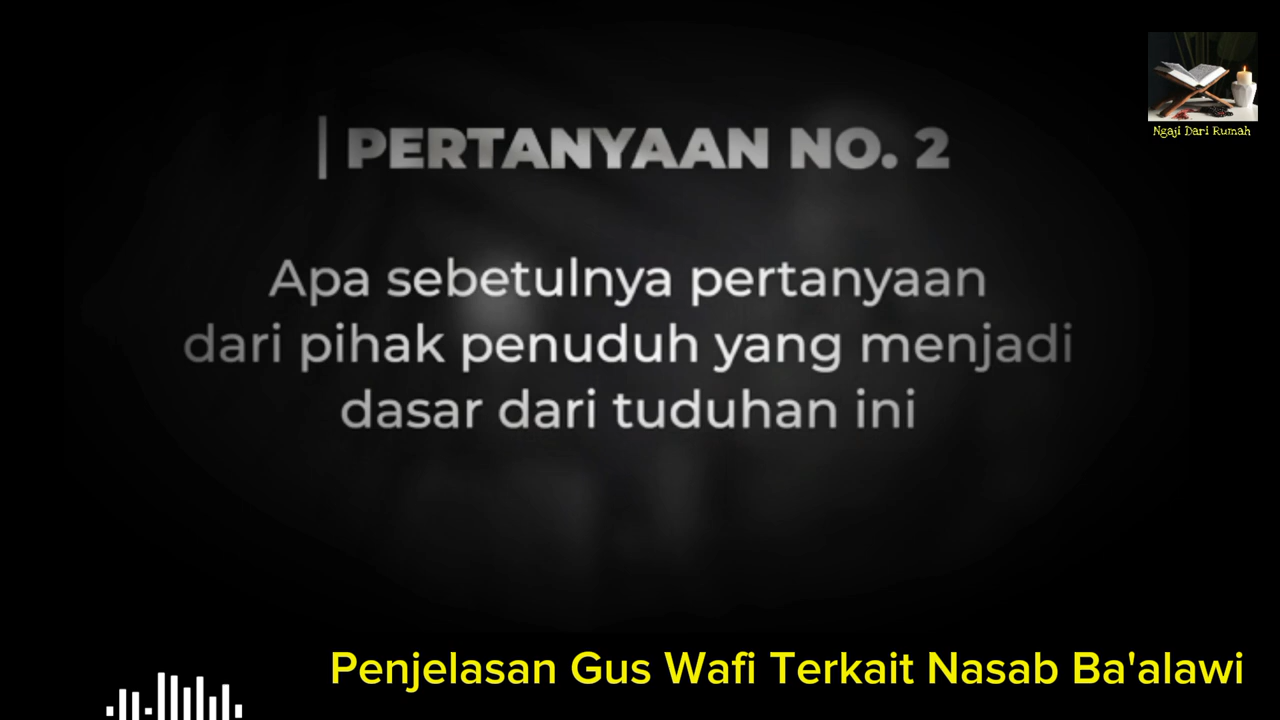 | PERTANYAAN NO. 2
Apa sebetulnya pertanyaan
dari pihak penuduh yang menjadi
dasar dari tuduhan ini
Ngaji Dari Rumah
Penjelasan Gus Wafi Terkait Nasab Ba'alawi